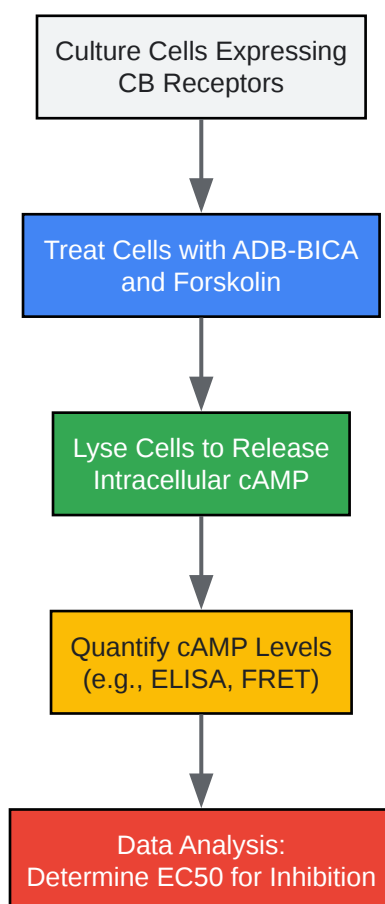 Culture Cells Expressing
CB Receptors
Treat Cells with ADB-BICA
and Forskolin
Lyse Cells to Release
Intracellular cAMP
Quantify cAMP Levels
(e.g., ELISA, FRET)
Data Analysis:
Determine EC50 for Inhibition